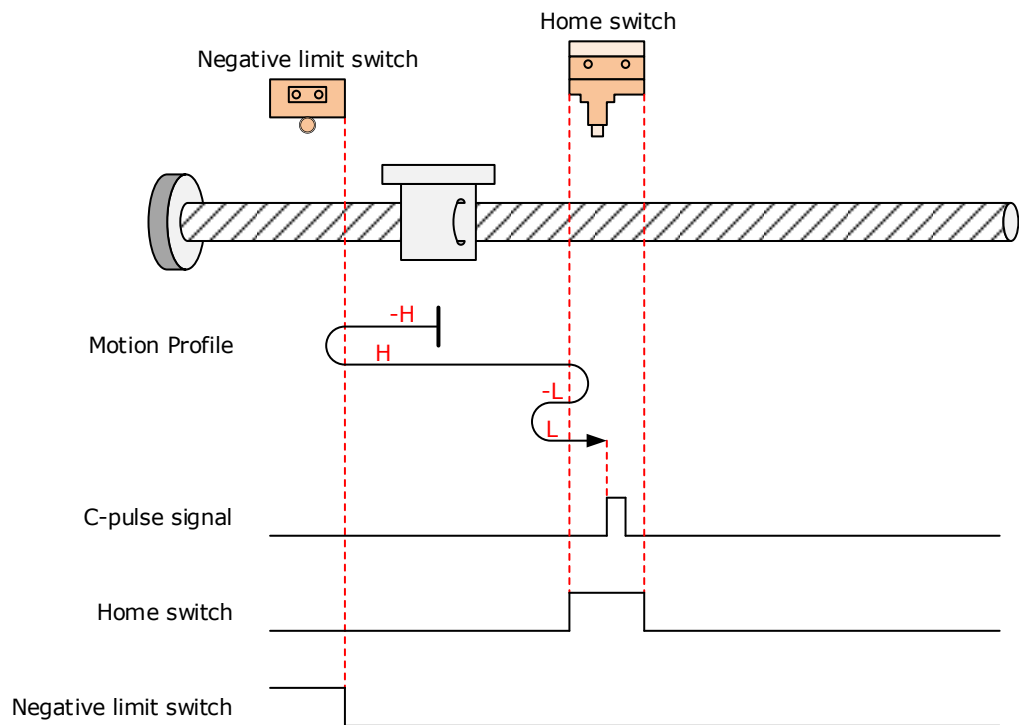 Home switch
Negative limit switch
-H
Motion Profile
H
-L
L
C-pulse signal
Home switch
Negative limit switch